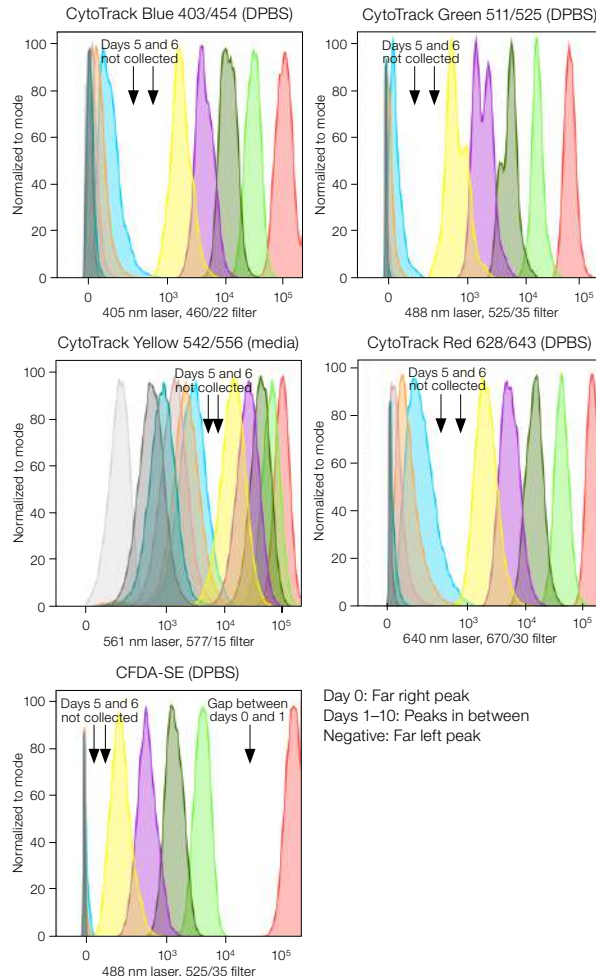 CytoTrack Blue 403/454 (DPBS)
Normalized to mode
100
80
60
40
20
0
Days 5 and 6
not collected
0
10³
10⁴
10⁵
405 nm laser, 460/22 filter
CytoTrack Green 511/525 (DPBS)
Normalized to mode
100
80
60
40
20
0
Days 5 and 6
not collected
0
10³
10⁴
10⁵
488 nm laser, 525/35 filter
CytoTrack Yellow 542/556 (media)
Normalized to mode
100
80
60
40
20
0
Days 5 and 6
not collected
0
10³
10⁴
10⁵
561 nm laser, 577/15 filter
CytoTrack Red 628/643 (DPBS)
Normalized to mode
100
80
60
40
20
0
Days 5 and 6
not collected
0
10³
10⁴
10⁵
640 nm laser, 670/30 filter
CFDA-SE (DPBS)
Normalized to mode
100
80
60
40
20
0
Days 5 and 6
not collected
Gap between
days 0 and 1
0
10³
10⁴
10⁵
488 nm laser, 525/35 filter
Day 0: Far right peak
Days 1–10: Peaks in between
Negative: Far left peak